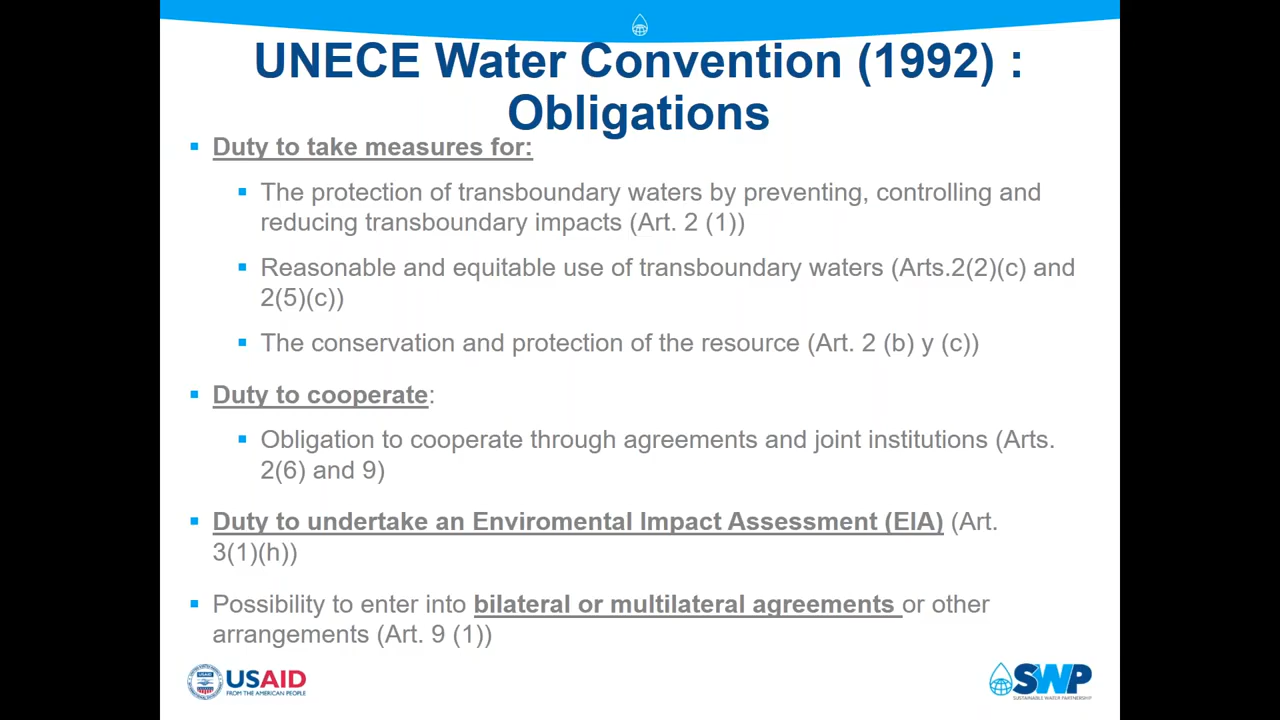 UNECE Water Convention (1992) :
Obligations
Duty to take measures for:
The protection of transboundary waters by preventing, controlling and
reducing transboundary impacts (Art. 2 (1))
Reasonable and equitable use of transboundary waters (Arts.2(2)(c) and
2(5)(c))
The conservation and protection of the resource (Art. 2 (b) y (c))
Duty to cooperate:
Obligation to cooperate through agreements and joint institutions (Arts.
2(6) and 9)
Duty to undertake an Enviromental Impact Assessment (EIA) (Art.
3(1)(h))
Possibility to enter into bilateral or multilateral agreements or other
arrangements (Art. 9 (1))
USAID
FROM THE AMERICAN PEOPLE
SWP
SUSTAINABLE WATER PARTNERSHIP